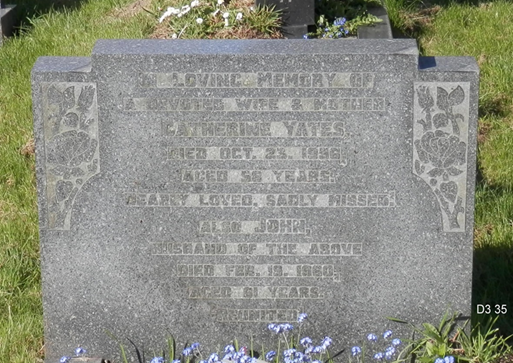 IN LOVING MEMORY OF
A DEVOTED WIFE & MOTHER
CATHERINE YATES.
DIED OCT. 23. 1956,
AGED 56 YEARS.
DEARLY LOVED, SADLY MISSED.
ALSO JOHN,
HUSBAND OF THE ABOVE
DIED FEB. 19. 1960,
AGED 61 YEARS.
REUNITED.
D3 35